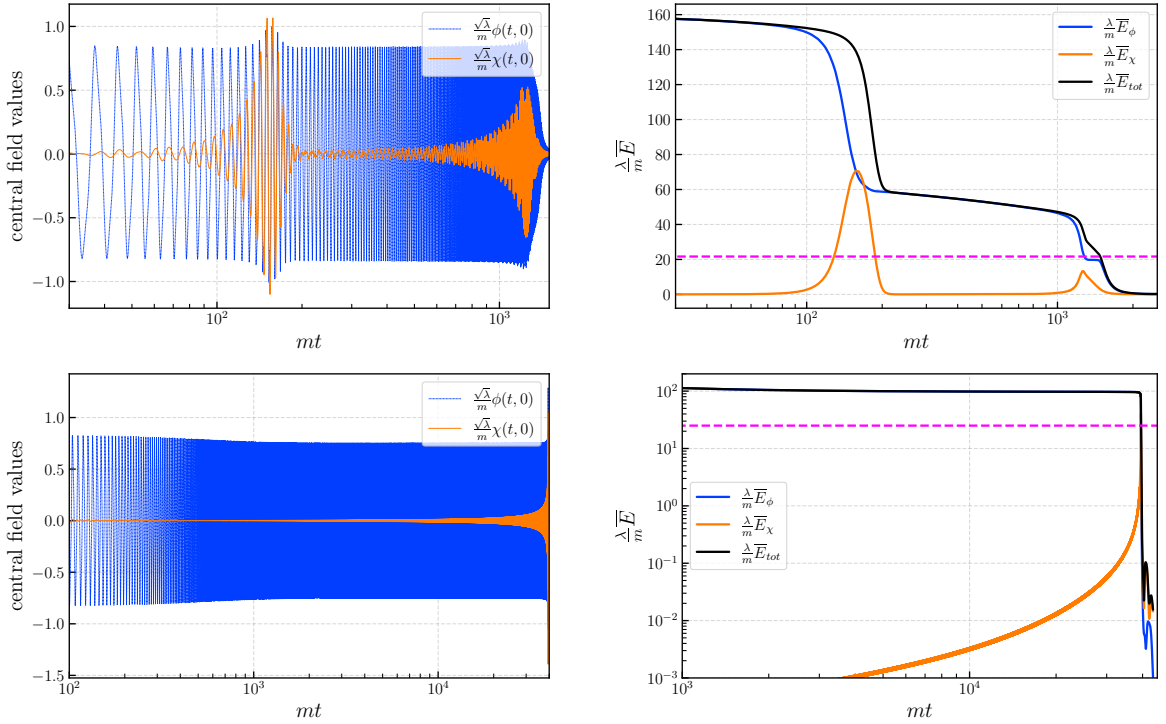 central field values
1.0
0.5
0.0
−0.5
−1.0
√λ/m ϕ(t, 0)
√λ/m χ(t, 0)
10²
10³
mt
λ/m E̅
160
140
120
100
80
60
40
20
0
λ/m E̅_ϕ
λ/m E̅_χ
λ/m E̅_tot
10²
10³
mt
central field values
1.0
0.5
0.0
−0.5
−1.0
−1.5
√λ/m ϕ(t, 0)
√λ/m χ(t, 0)
10²
10³
10⁴
mt
λ/m E̅
10²
10¹
10⁰
10⁻¹
10⁻²
10⁻³
λ/m E̅_ϕ
λ/m E̅_χ
λ/m E̅_tot
10³
10⁴
mt